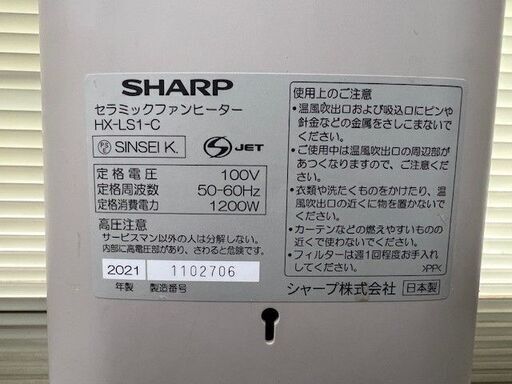 SHARP
セラミックファンヒーター
HX-LS1-C
PSE SINSEI K.
S JET
定格電圧 100V
定格周波数 50-60Hz
定格消費電力 1200W
高圧注意
サービスマン以外の人は分解しない。
内部に高電圧部があり、さわると危険です。
2021 1102706
年製 製造番号
使用上のご注意
・温風吹出口および吸込口にピンや
針金などの金属をさしこまないで
ください。
・ご使用中は温風吹出口の周辺部が
あつくなりますので、ご注意
ください。
・衣類や洗たくものをかけたり、温
風吹出口の近くに物を置かないで
ください。
・カーテンなどの燃えやすいものの
近くで使わないでください。
・フィルターは週1回程度お手入れ
してください。
シャープ株式会社 日本製